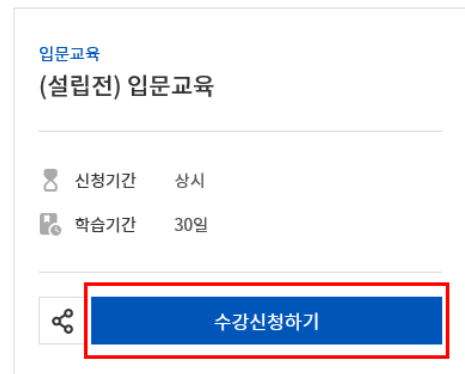 입문교육
(설립전) 입문교육
신청기간 상시
학습기간 30일
수강신청하기